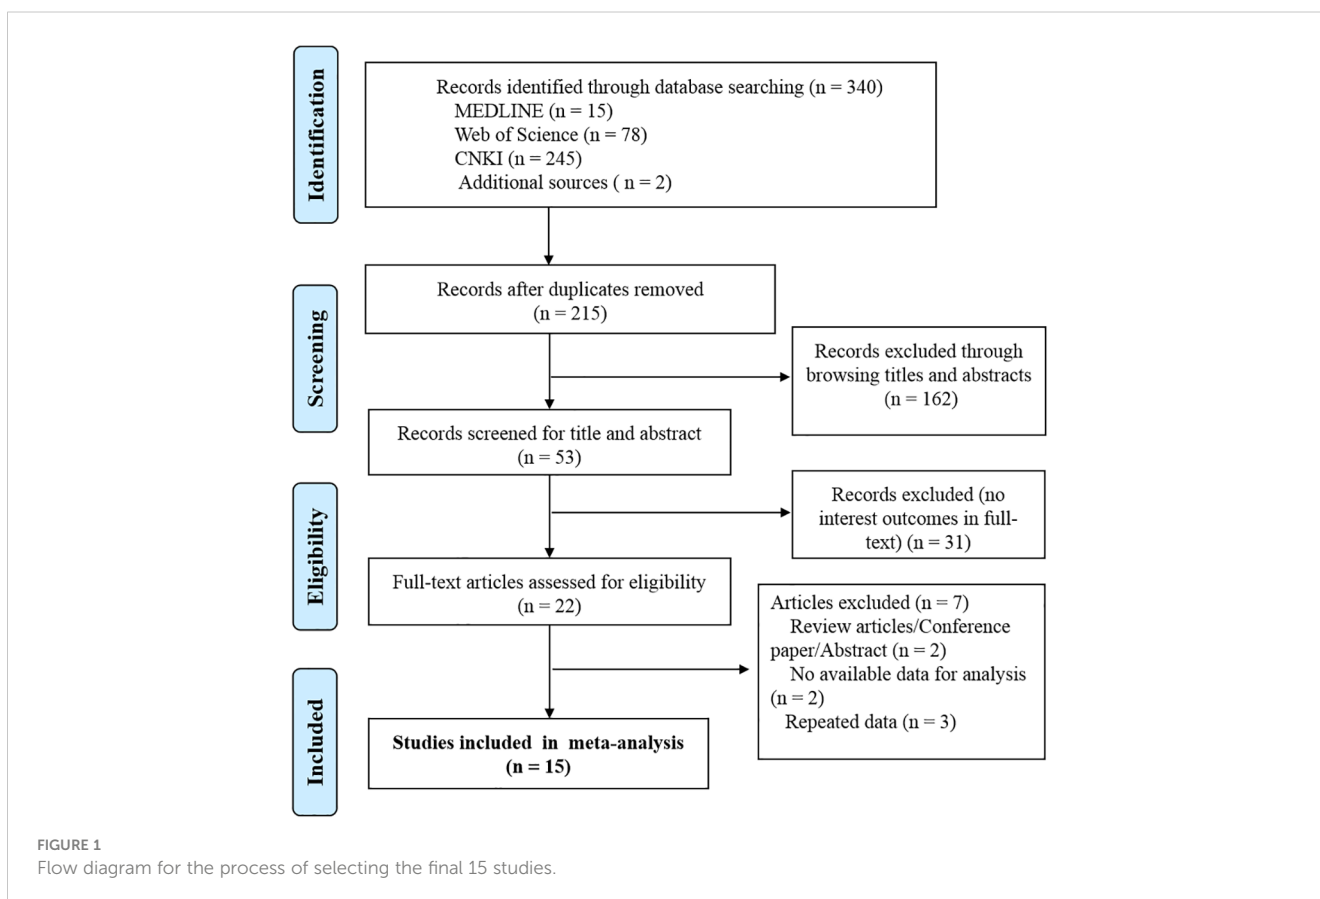 Identification
Records identified through database searching (n = 340)
MEDLINE (n = 15)
Web of Science (n = 78)
CNKI (n = 245)
Additional sources ( n = 2)
Screening
Records after duplicates removed
(n = 215)
Records excluded through
browsing titles and abstracts
(n = 162)
Records screened for title and abstract
(n = 53)
Eligibility
Records excluded (no
interest outcomes in full-
text) (n = 31)
Full-text articles assessed for eligibility
(n = 22)
Articles excluded (n = 7)
Review articles/Conference
paper/Abstract (n = 2)
No available data for analysis
(n = 2)
Repeated data (n = 3)
Included
Studies included in meta-analysis
(n = 15)
FIGURE 1
Flow diagram for the process of selecting the final 15 studies.